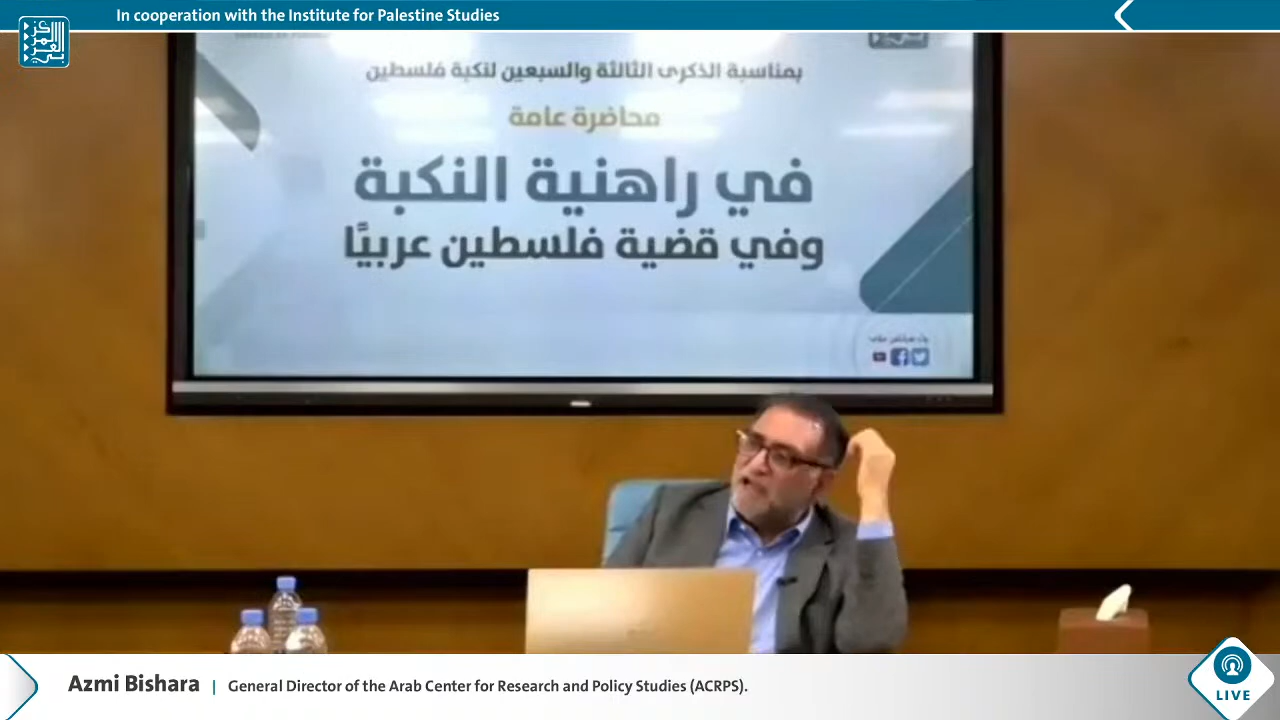 In cooperation with the Institute for Palestine Studies
بمناسبة الذكرى الثالثة والسبعين لنكبة فلسطين
محاضرة عامة
في راهنية النكبة
وفي قضية فلسطين عربيًّا
Azmi Bishara | General Director of the Arab Center for Research and Policy Studies (ACRPS).
LIVE